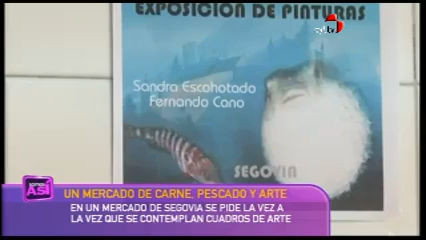 EXPOSICIÓN DE PINTURAS
Sandra Escohotado
Fernando Cano
SEGOVIA
ASÍ
UN MERCADO DE CARNE, PESCADO Y ARTE
EN UN MERCADO DE SEGOVIA SE PIDE LA VEZ A
LA VEZ QUE SE CONTEMPLAN CUADROS DE ARTE